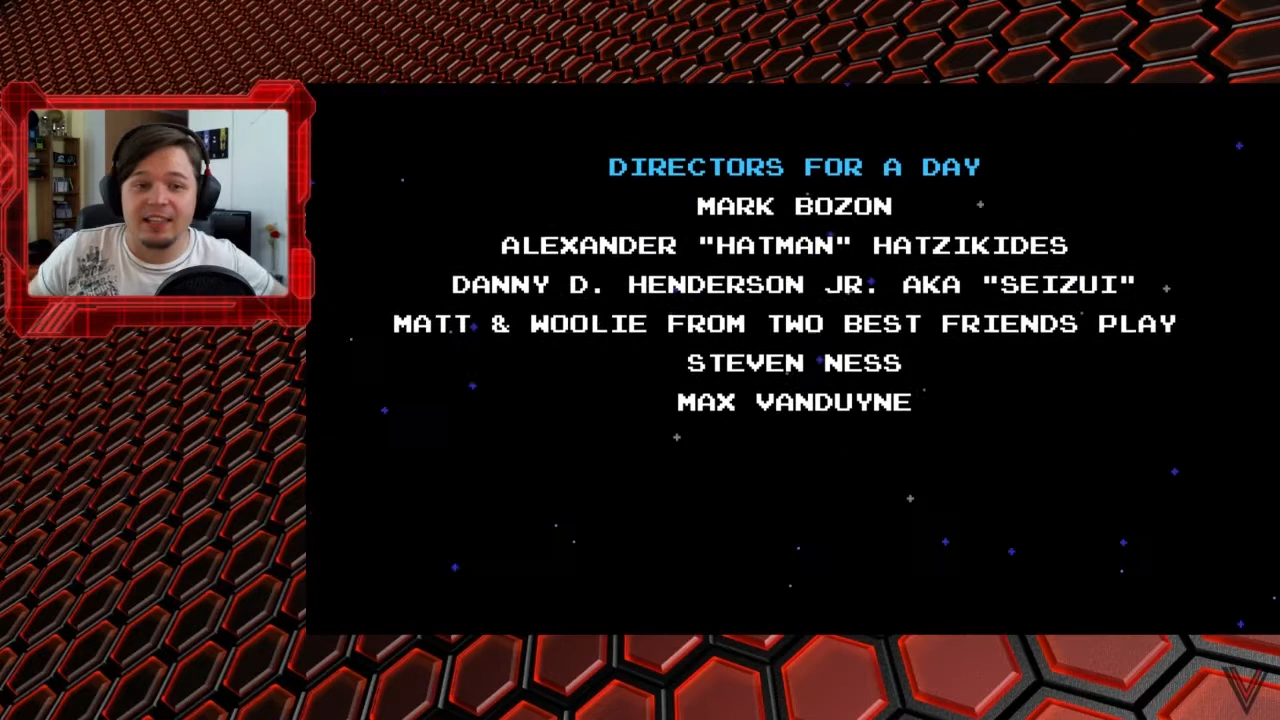 DIRECTORS FOR A DAY
MARK BOZON
ALEXANDER "HATMAN" HATZIKIDES
DANNY D. HENDERSON JR. AKA "SEIZUI"
MATT & WOOLIE FROM TWO BEST FRIENDS PLAY
STEVEN NESS
MAX VANDUYNE